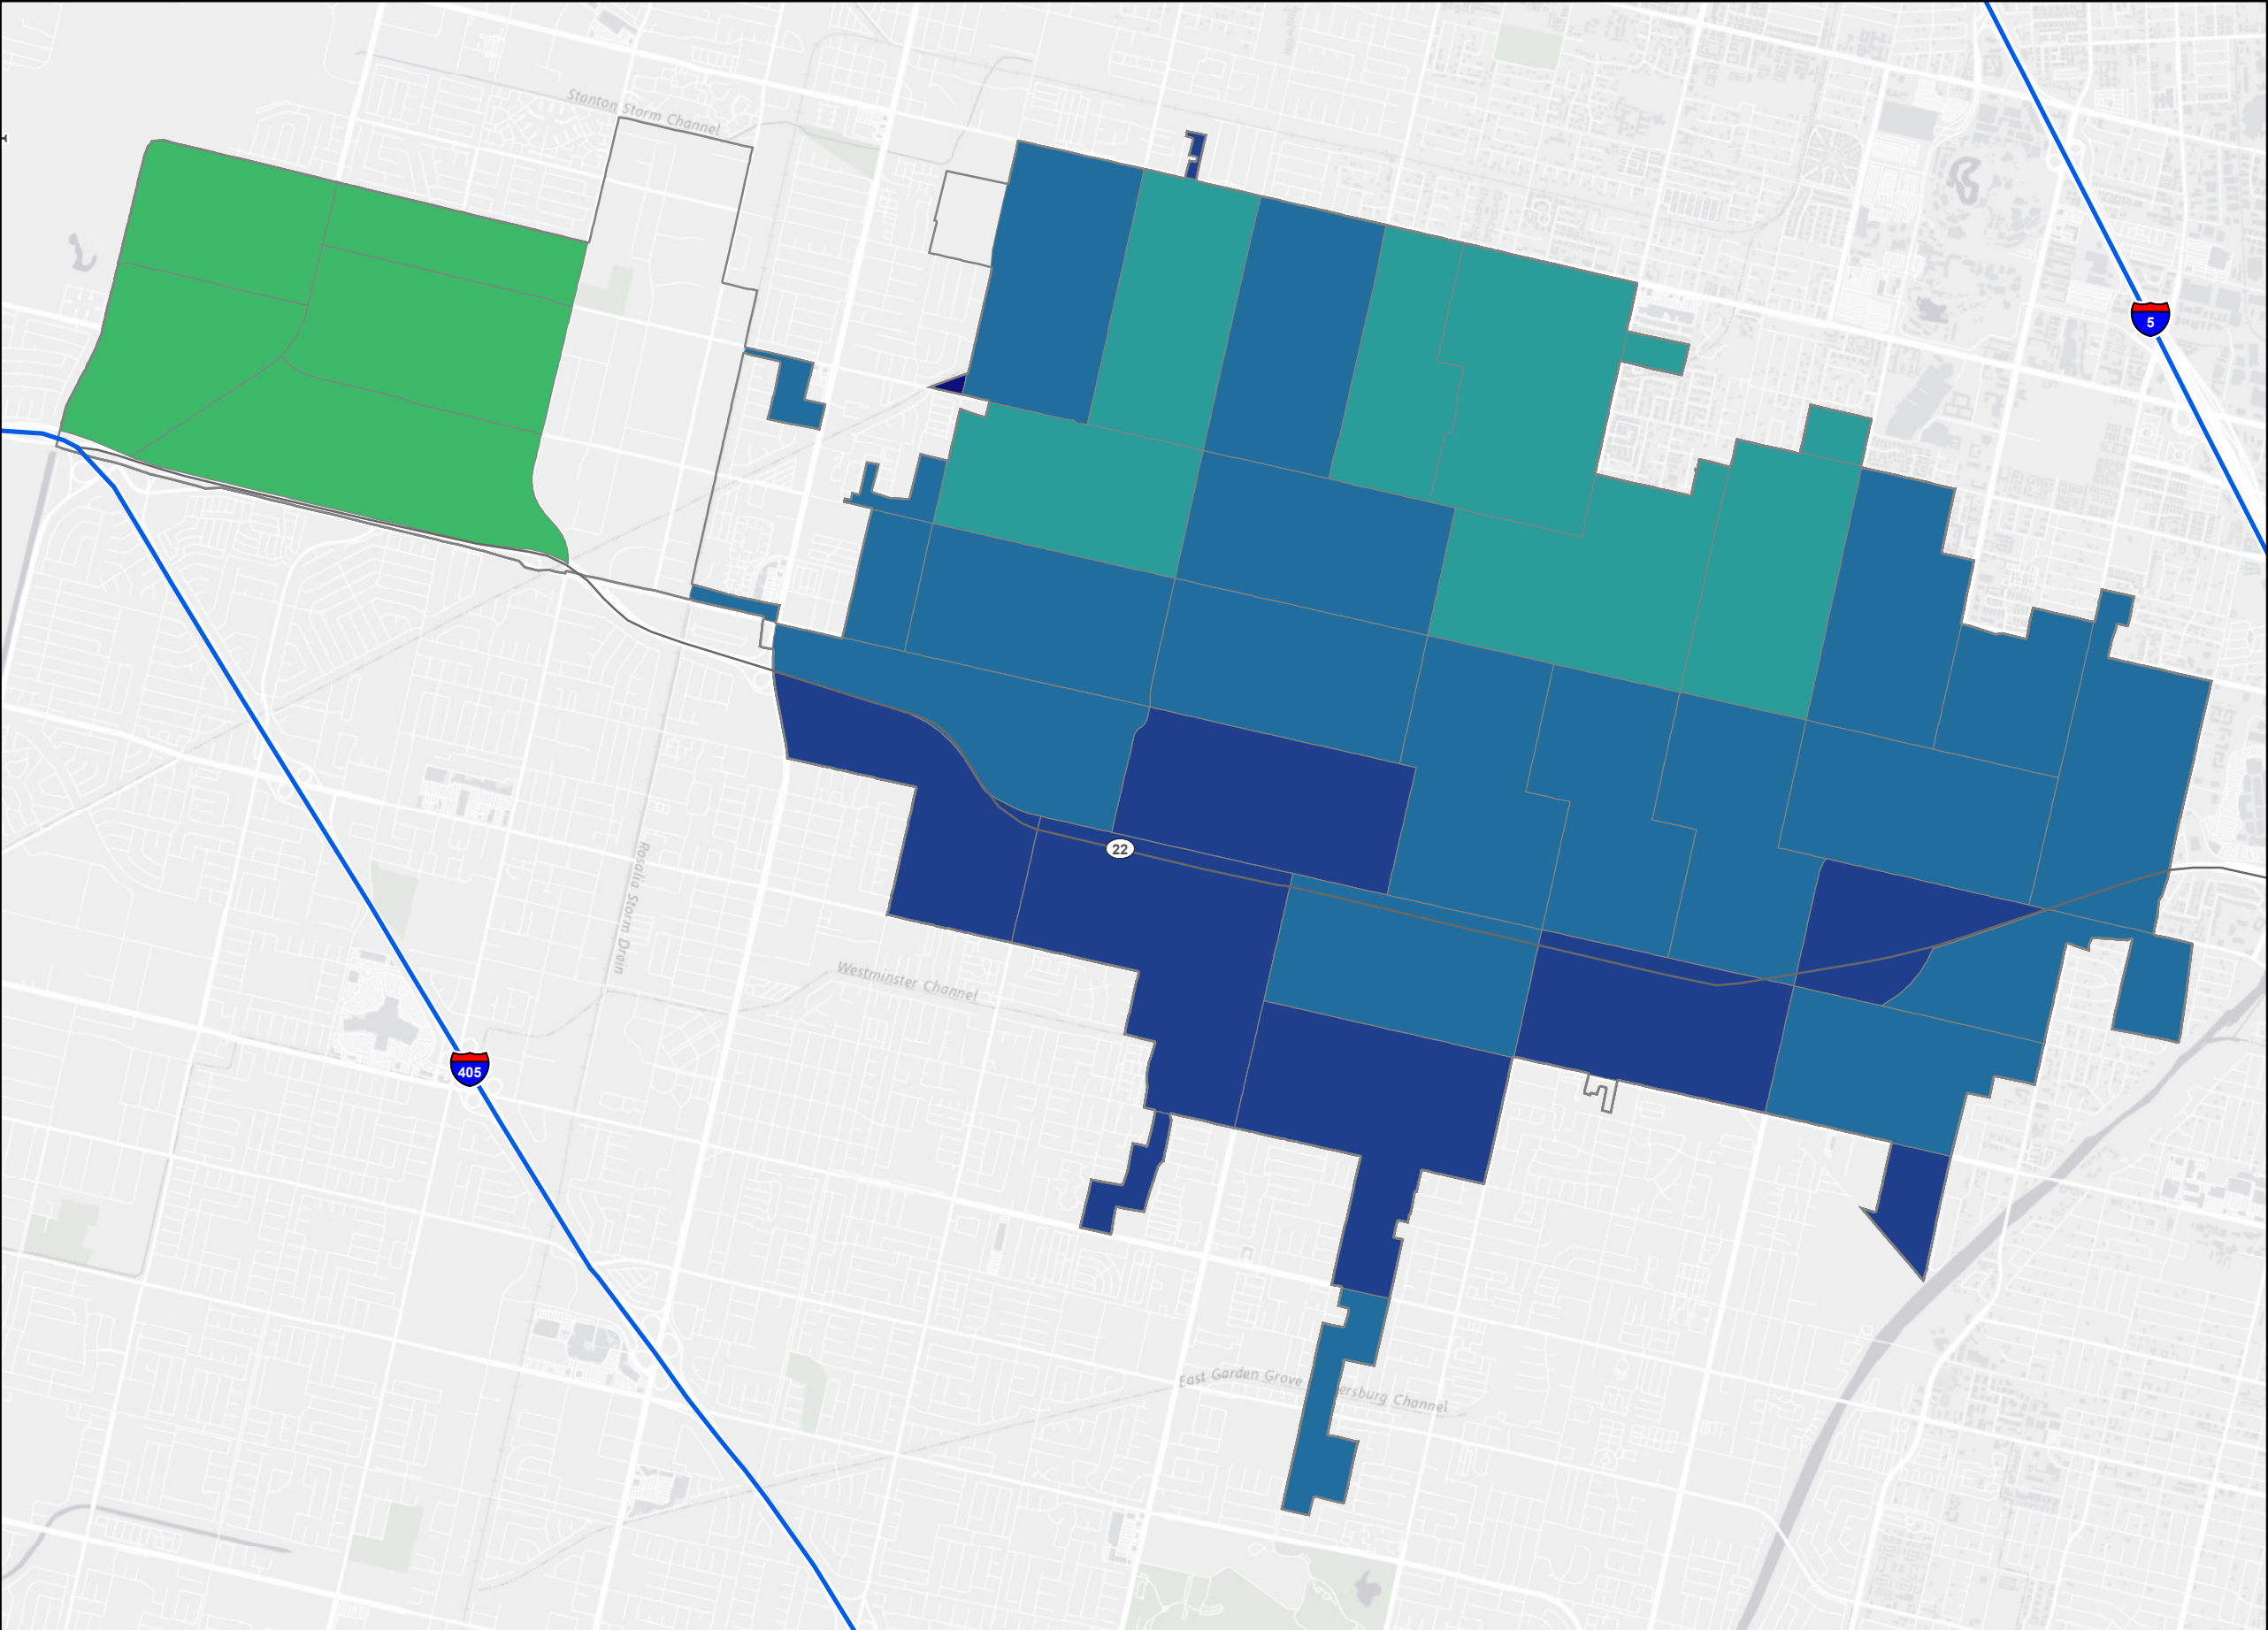 Stanton Storm Channel
5
22
Rosalia Storm Drain
Westminster Channel
405
East Garden Grove
ersburg Channel